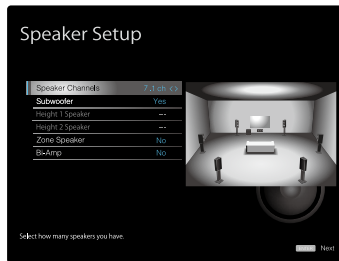 Speaker Setup
Speaker Channels 7.1 ch < >
Subwoofer Yes
Height 1 Speaker ---
Height 2 Speaker ---
Zone Speaker No
Bi-Amp No
Select how many speakers you have.
Next